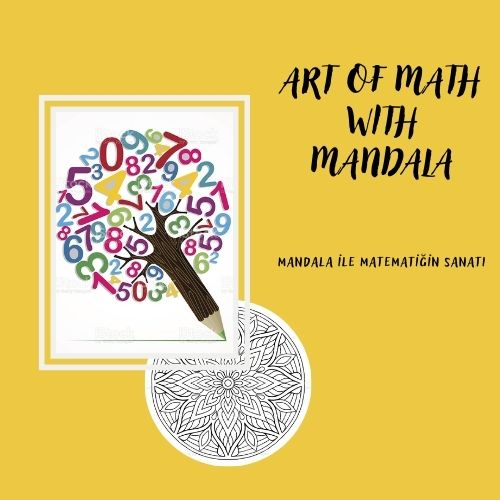 ART OF MATH
WITH
MANDALA
MANDALA İLE MATEMATİĞİN SANATI